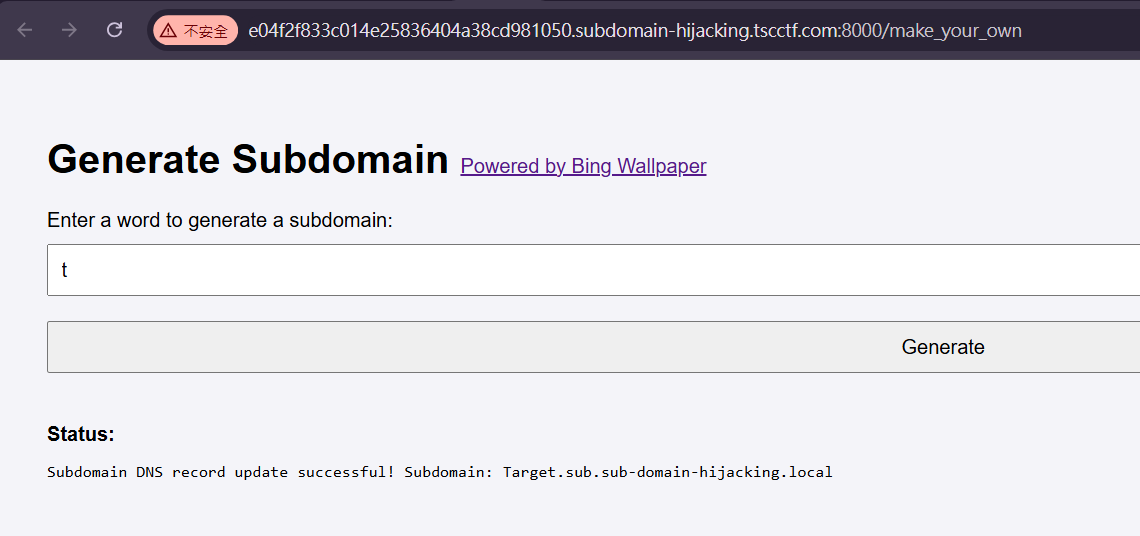 不安全 e04f2f833c014e25836404a38cd981050.subdomain-hijacking.tscctf.com:8000/make_your_own
Generate Subdomain Powered by Bing Wallpaper
Enter a word to generate a subdomain:
t
Generate
Status:
Subdomain DNS record update successful! Subdomain: Target.sub.sub-domain-hijacking.local